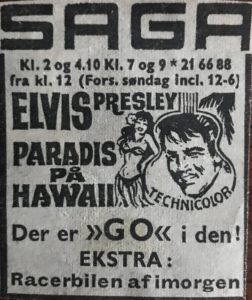 SAGA
Kl. 2 og 4.10 Kl. 7 og 9 * 21 66 88
fra kl. 12 (Fors. søndag incl. 12-6)
ELVIS PRESLEY
PARADIS
PÅ
HAWAII
TECHNICOLOR
Der er »GO« i den!
EKSTRA:
Racerbilen af imorgen